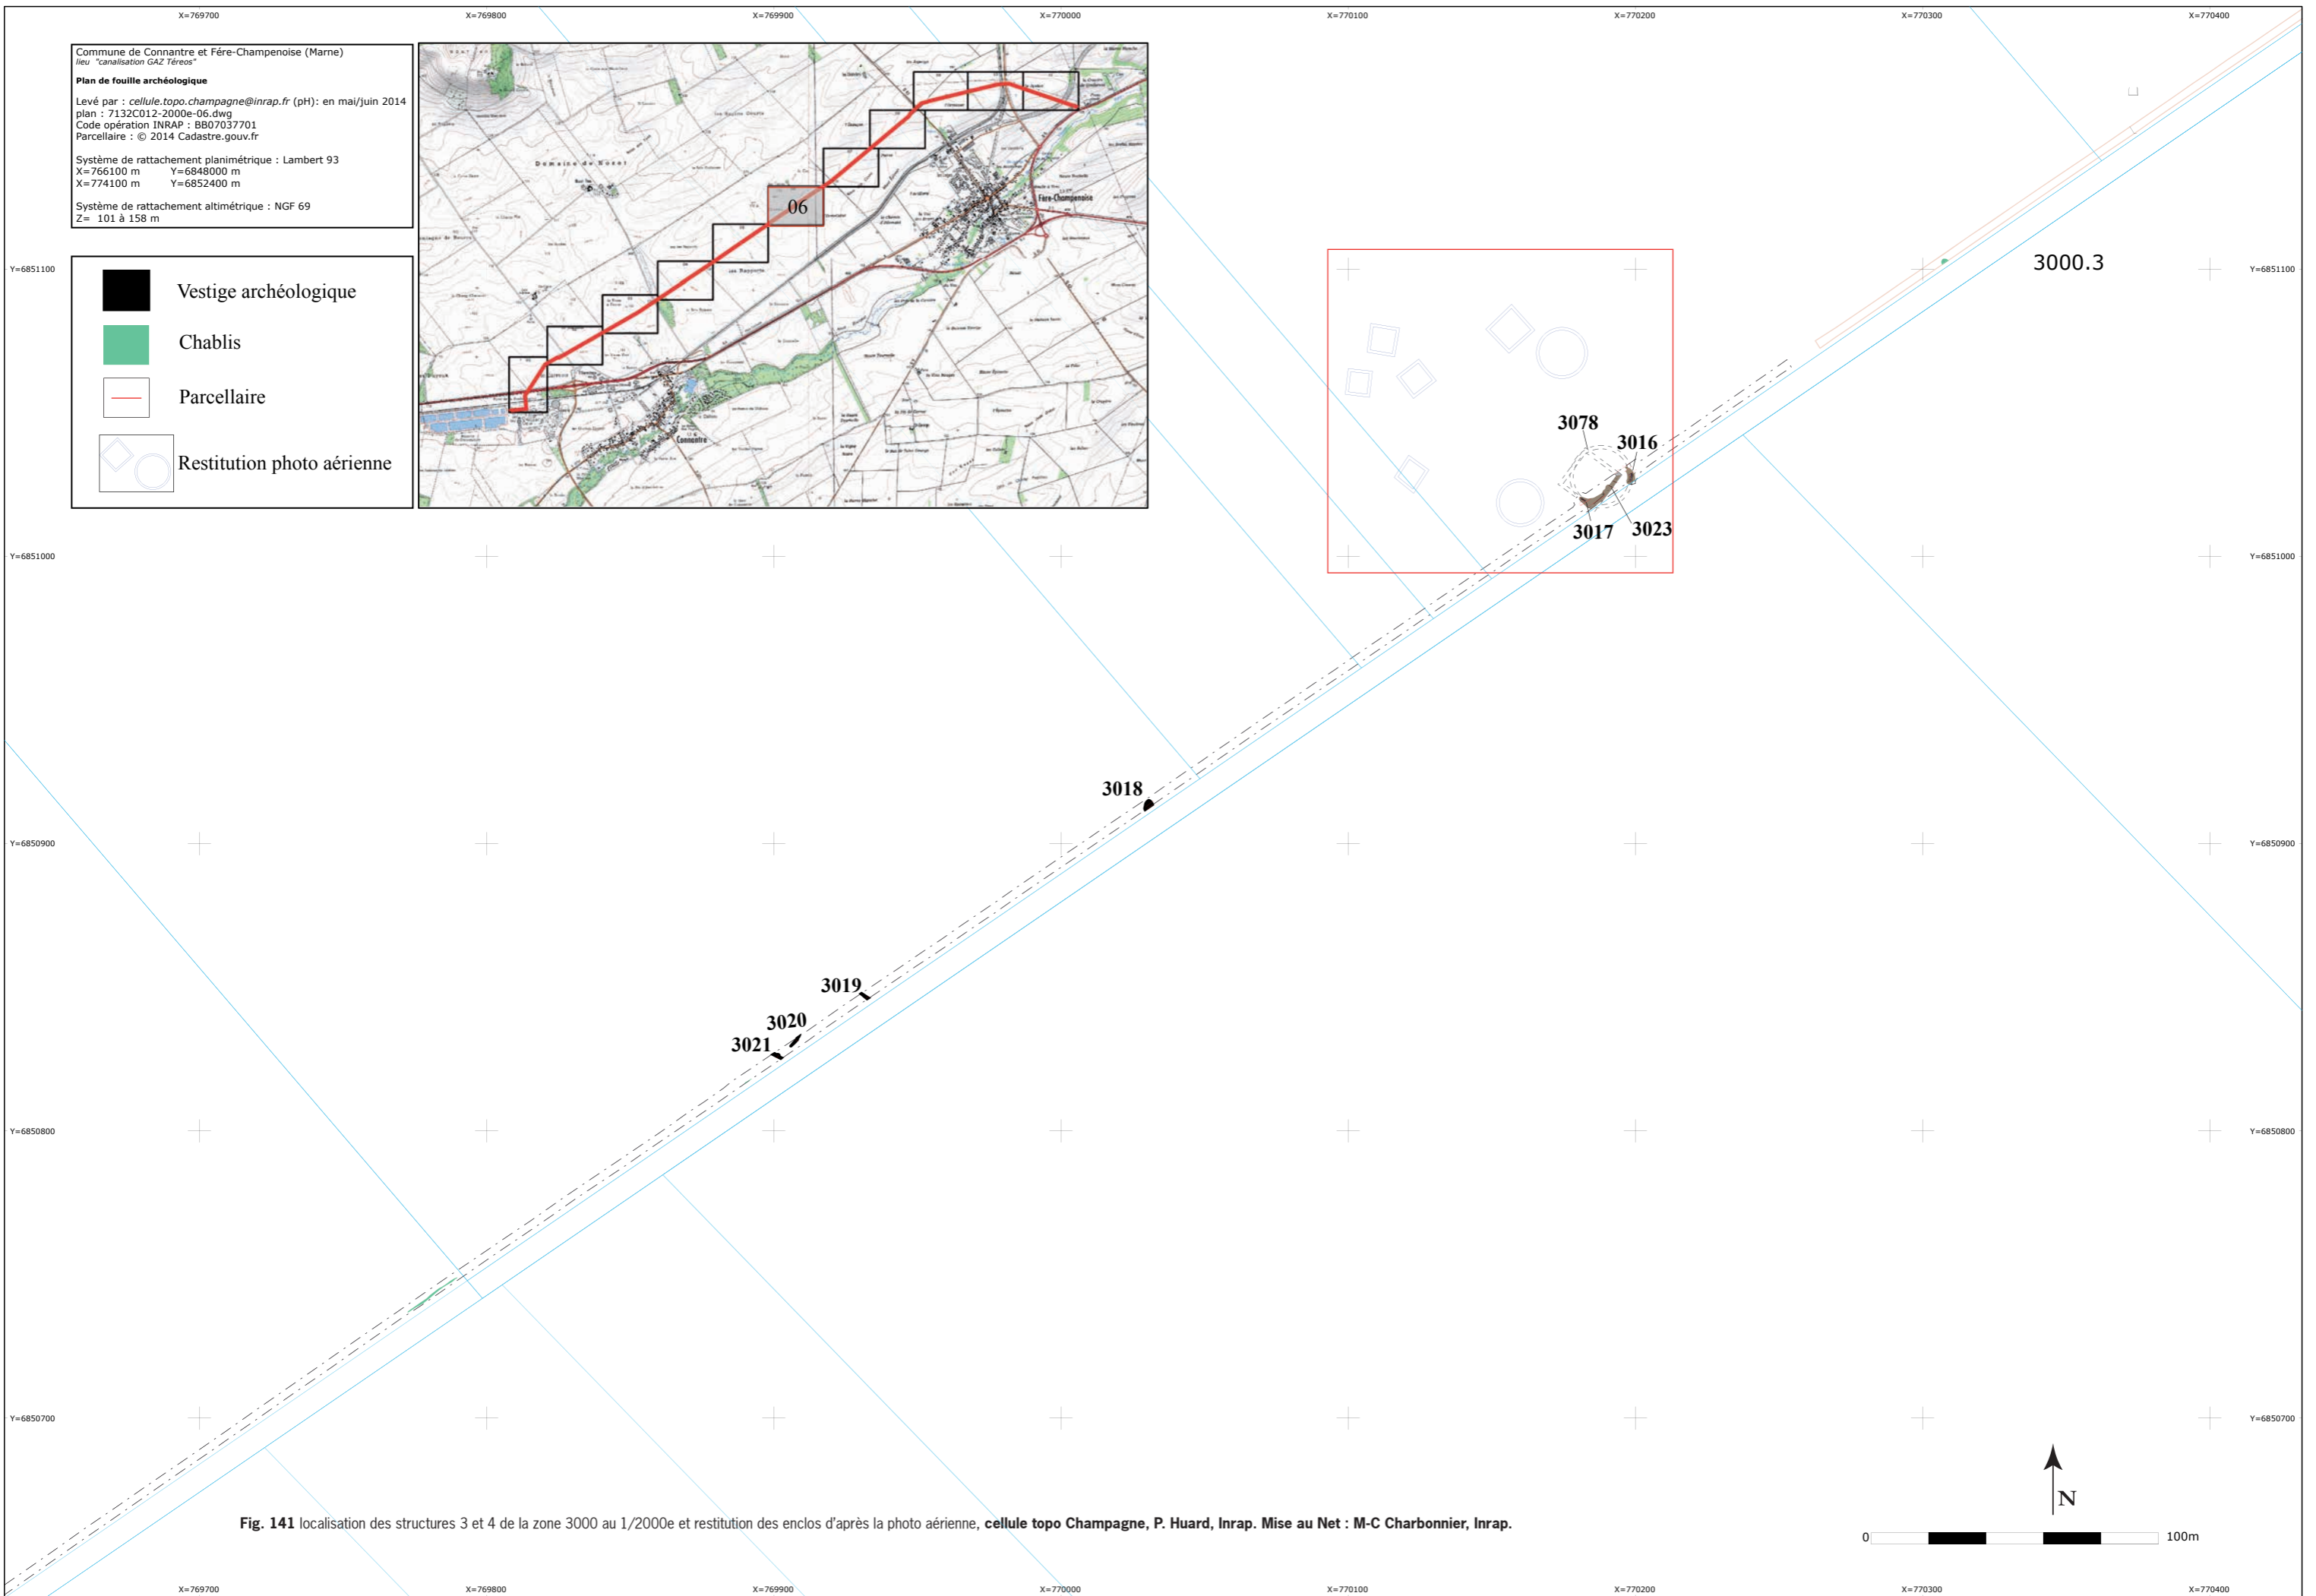 X=769700 X=769800 X=769900 X=770000 X=770100 X=770200 X=770300 X=770400
Commune de Connantre et Fére-Champenoise (Marne)
lieu "canalisation GAZ Téreos"
Plan de fouille archéologique
Levé par : cellule.topo.champagne@inrap.fr (pH): en mai/juin 2014
plan : 7132C012-2000e-06.dwg
Code opération INRAP : BB07037701
Parcellaire : © 2014 Cadastre.gouv.fr
Système de rattachement planimétrique : Lambert 93
X=766100 m Y=6848000 m
X=774100 m Y=6852400 m
Système de rattachement altimétrique : NGF 69
Z= 101 à 158 m
Vestige archéologique
Chablis
Parcellaire
Restitution photo aérienne
Domaine de Nozet
06
Fère-Champenoise
les Rapports
Connantre
Y=6851100 3000.3 Y=6851100
3078
3016
3017 3023
Y=6851000 Y=6851000
3018
Y=6850900 Y=6850900
3019
3020
3021
Y=6850800 Y=6850800
Y=6850700 Y=6850700
N
Fig. 141 localisation des structures 3 et 4 de la zone 3000 au 1/2000e et restitution des enclos d'après la photo aérienne, cellule topo Champagne, P. Huard, Inrap. Mise au Net : M-C Charbonnier, Inrap.
0 100m
X=769700 X=769800 X=769900 X=770000 X=770100 X=770200 X=770300 X=770400